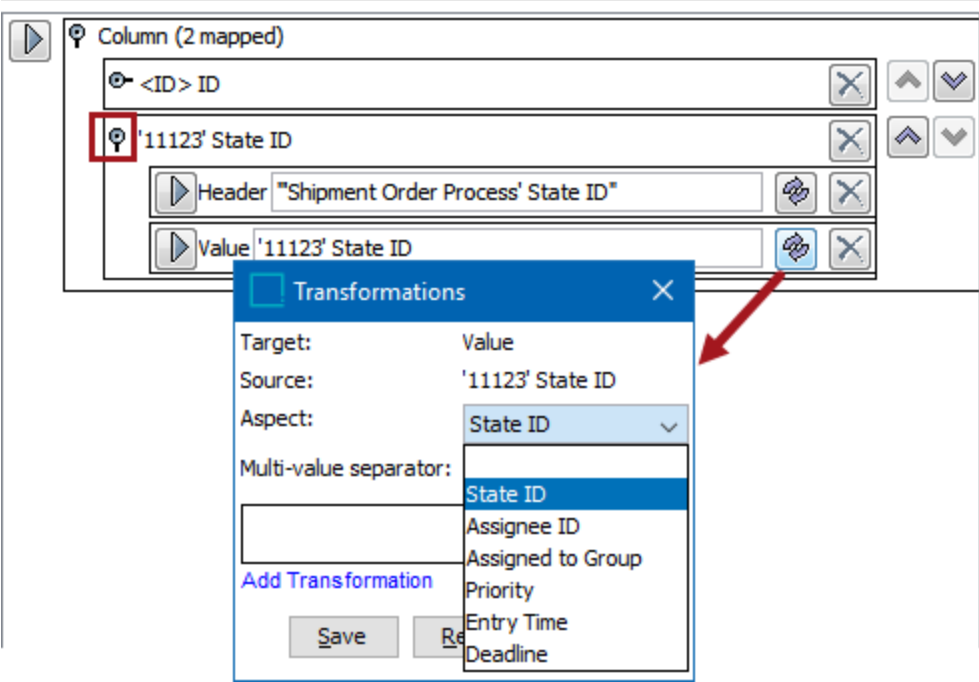 Column (2 mapped)
<ID> ID
'11123' State ID
Header "'Shipment Order Process' State ID"
Value '11123' State ID
Transformations
Target: Value
Source: '11123' State ID
Aspect: State ID
Multi-value separator:
State ID
Assignee ID
Assigned to Group
Add Transformation
Priority
Entry Time
Save
Deadline